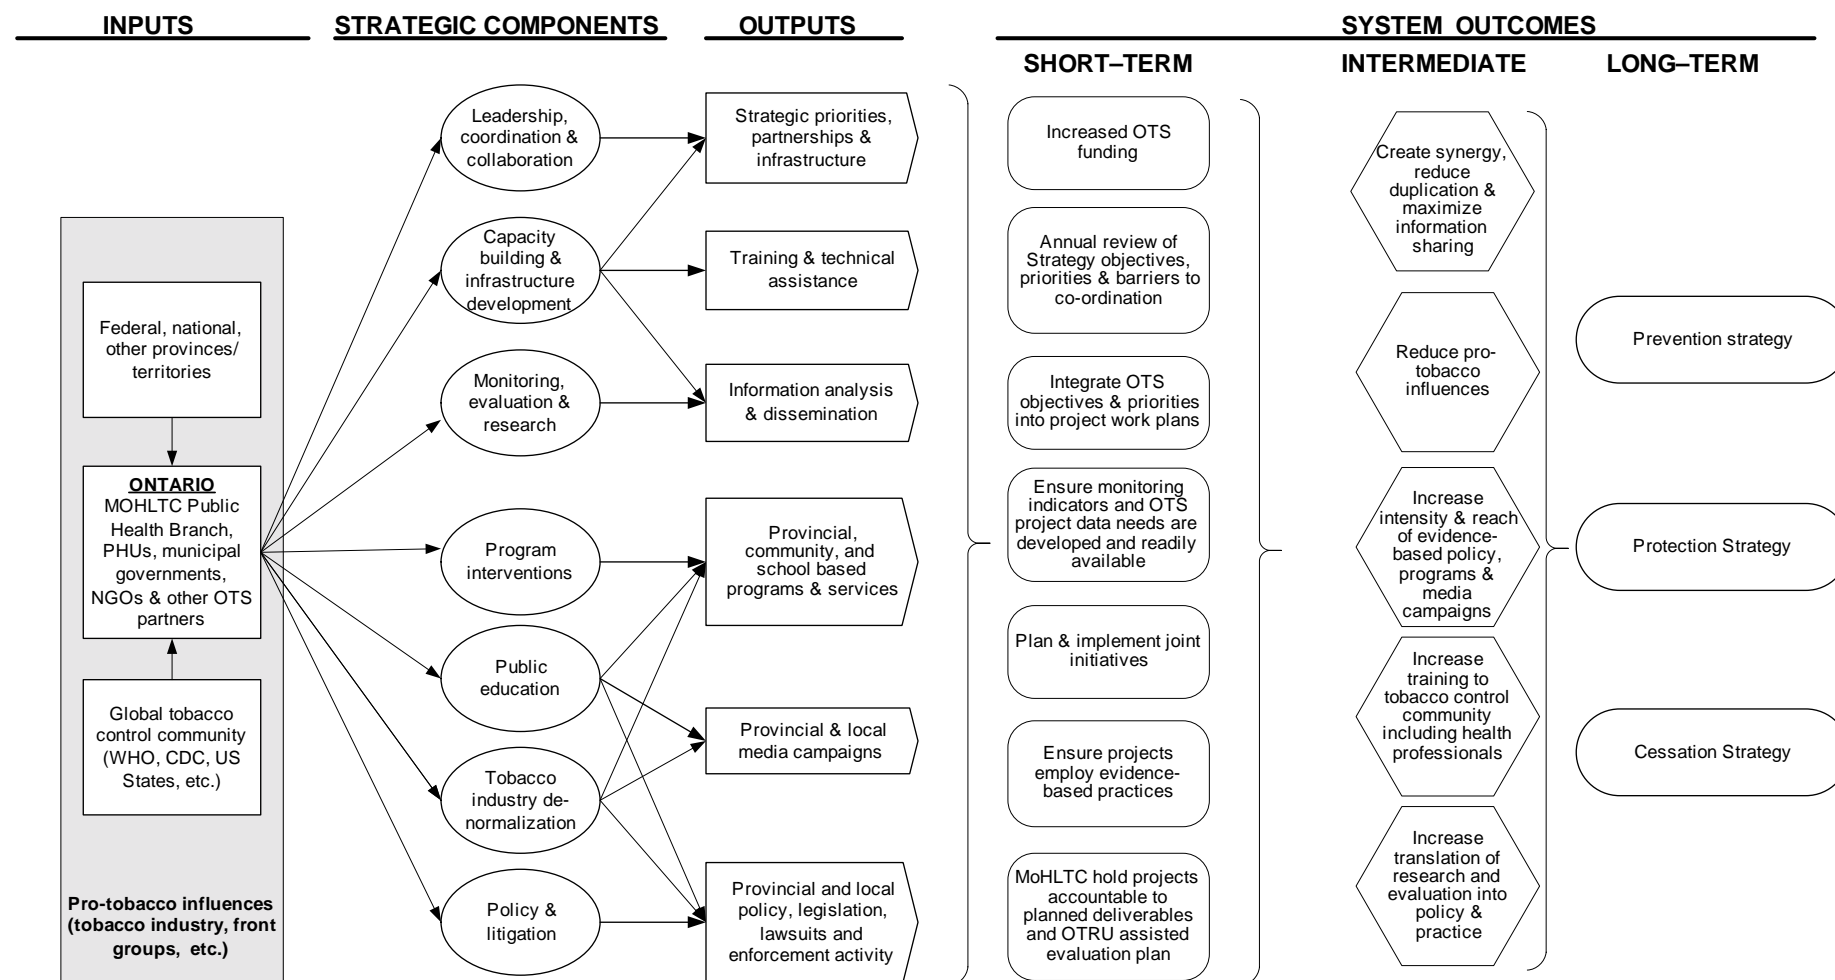 INPUTS
STRATEGIC COMPONENTS
OUTPUTS
SYSTEM OUTCOMES
SHORT–TERM
INTERMEDIATE
LONG–TERM
Federal, national,
other provinces/
territories
ONTARIO
MOHLTC Public
Health Branch,
PHUs, municipal
governments,
NGOs & other OTS
partners
Global tobacco
control community
(WHO, CDC, US
States, etc.)
Pro-tobacco influences
(tobacco industry, front
groups, etc.)
Leadership,
coordination &
collaboration
Capacity
building &
infrastructure
development
Monitoring,
evaluation &
research
Program
interventions
Public
education
Tobacco
industry de-
normalization
Policy &
litigation
Strategic priorities,
partnerships &
infrastructure
Training & technical
assistance
Information analysis
& dissemination
Provincial,
community, and
school based
programs & services
Provincial & local
media campaigns
Provincial and local
policy, legislation,
lawsuits and
enforcement activity
Increased OTS
funding
Annual review of
Strategy objectives,
priorities & barriers to
co-ordination
Integrate OTS
objectives & priorities
into project work plans
Ensure monitoring
indicators and OTS
project data needs are
developed and readily
available
Plan & implement joint
initiatives
Ensure projects
employ evidence-
based practices
MoHLTC hold projects
accountable to
planned deliverables
and OTRU assisted
evaluation plan
Create synergy,
reduce
duplication &
maximize
information
sharing
Reduce pro-
tobacco
influences
Increase
intensity & reach
of evidence-
based policy,
programs &
media
campaigns
Increase
training to
tobacco control
community
including health
professionals
Increase
translation of
research and
evaluation into
policy &
practice
Prevention strategy
Protection Strategy
Cessation Strategy